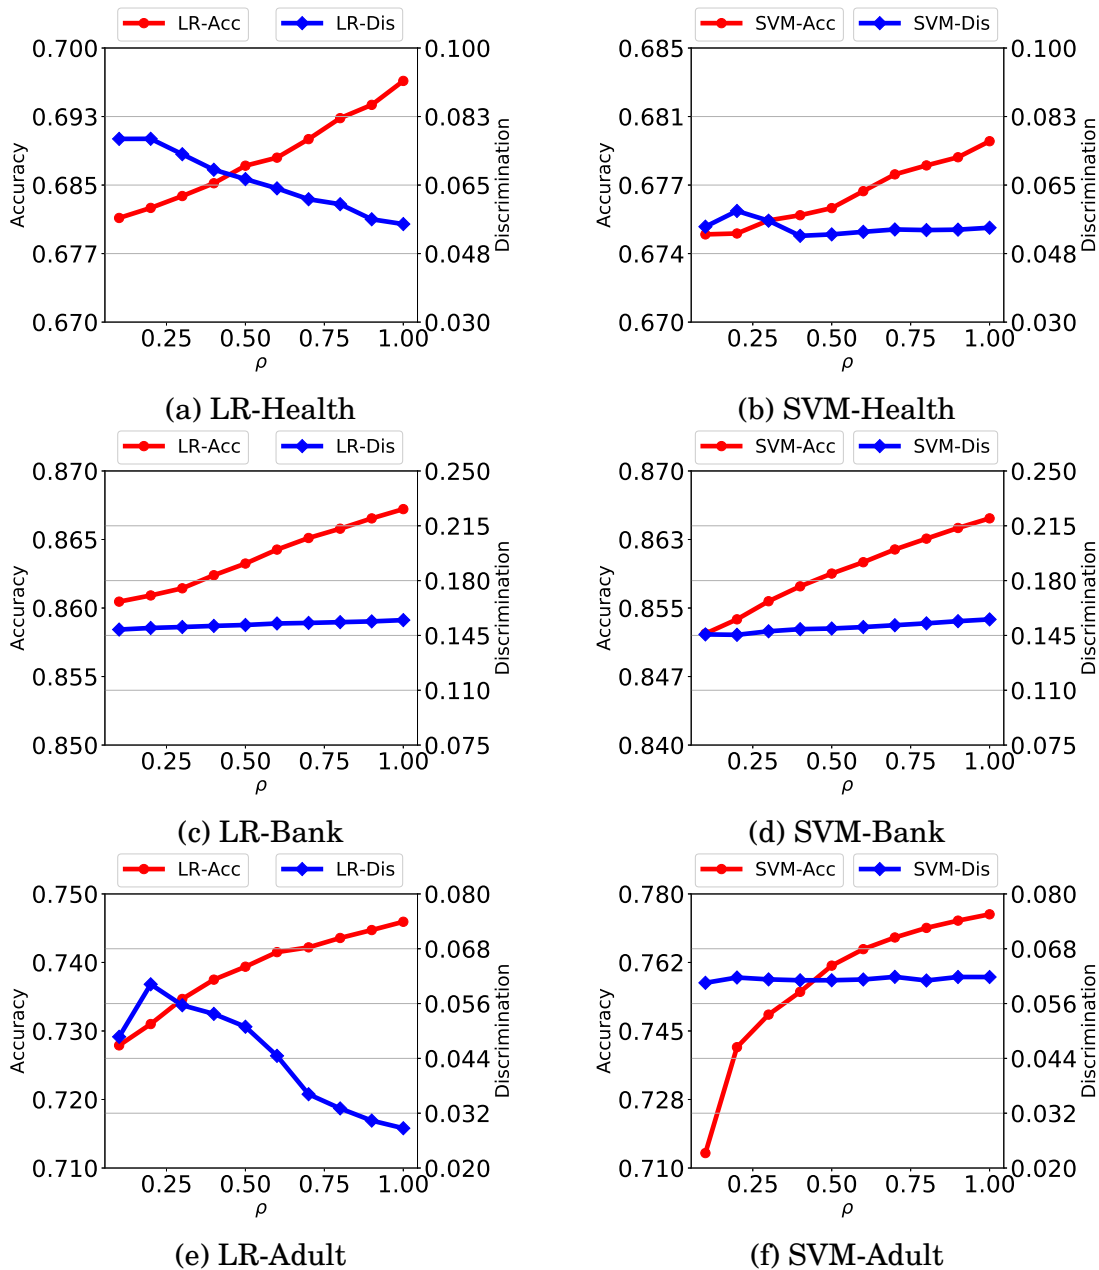 LR-Acc LR-Dis
0.700
0.693
0.685
0.677
0.670
Accuracy
0.100
0.083
0.065
0.048
0.030
Discrimination
0.25 0.50 0.75 1.00
ρ
(a) LR-Health
SVM-Acc SVM-Dis
0.685
0.681
0.677
0.674
0.670
Accuracy
0.100
0.083
0.065
0.048
0.030
Discrimination
0.25 0.50 0.75 1.00
ρ
(b) SVM-Health
LR-Acc LR-Dis
0.870
0.865
0.860
0.855
0.850
Accuracy
0.250
0.215
0.180
0.145
0.110
0.075
Discrimination
0.25 0.50 0.75 1.00
ρ
(c) LR-Bank
SVM-Acc SVM-Dis
0.870
0.863
0.855
0.847
0.840
Accuracy
0.250
0.215
0.180
0.145
0.110
0.075
Discrimination
0.25 0.50 0.75 1.00
ρ
(d) SVM-Bank
LR-Acc LR-Dis
0.750
0.740
0.730
0.720
0.710
Accuracy
0.080
0.068
0.056
0.044
0.032
0.020
Discrimination
0.25 0.50 0.75 1.00
ρ
(e) LR-Adult
SVM-Acc SVM-Dis
0.780
0.762
0.745
0.728
0.710
Accuracy
0.080
0.068
0.056
0.044
0.032
0.020
Discrimination
0.25 0.50 0.75 1.00
ρ
(f) SVM-Adult